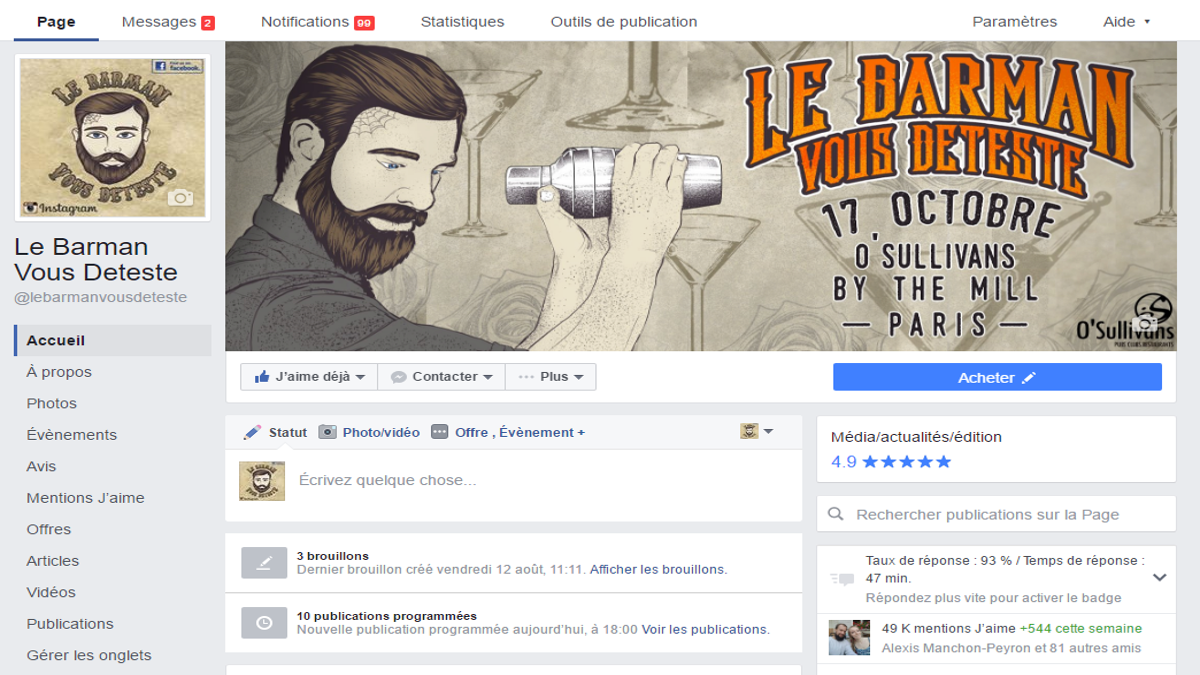 Page
Messages 2
Notifications 99
Statistiques
Outils de publication
Paramètres
Aide
LE BARMAN
VOUS DETESTE
Instagram
facebook.
Le Barman
Vous Deteste
@lebarmanvousdeteste
Accueil
À propos
Photos
Évènements
Avis
Mentions J’aime
Offres
Articles
Vidéos
Publications
Gérer les onglets
LE BARMAN
VOUS DETESTE
17 OCTOBRE
O'SULLIVANS
BY THE MILL
— PARIS —
O'Sullivans
J’aime déjà
Contacter
Plus
Acheter
Statut
Photo/vidéo
Offre , Évènement +
LE BARMAN
VOUS DETESTE
Écrivez quelque chose...
3 brouillons
Dernier brouillon créé vendredi 12 août, 11:11. Afficher les brouillons.
10 publications programmées
Nouvelle publication programmée aujourd’hui, à 18:00 Voir les publications.
Média/actualités/édition
4.9 ★★★★★
Rechercher publications sur la Page
Taux de réponse : 93 % / Temps de réponse :
47 min.
Répondez plus vite pour activer le badge
49 K mentions J’aime +544 cette semaine
Alexis Manchon-Peyron et 81 autres amis